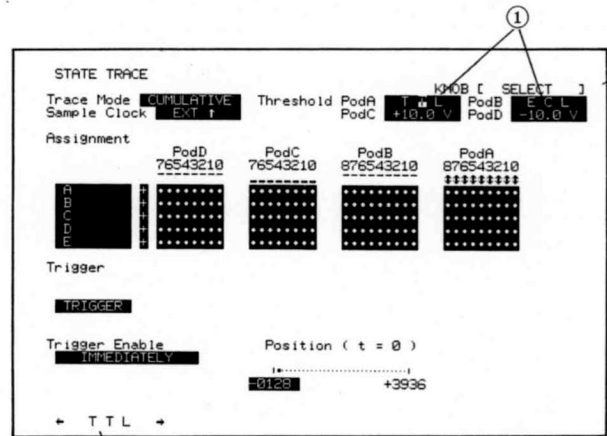 ①
STATE TRACE
KNOB [ SELECT ]
Trace Mode CUMULATIVE Threshold PodA T T L PodB E C L
Sample Clock EXT ↑ PodC +10.0 V PodD -10.0 V
Assignment
PodD PodC PodB PodA
76543210 76543210 876543210 876543210
A +
B +
C +
D +
E +
Trigger
TRIGGER
Trigger Enable Position ( t = 0 )
IMMEDIATELY
-0128 +3936
← T T L →